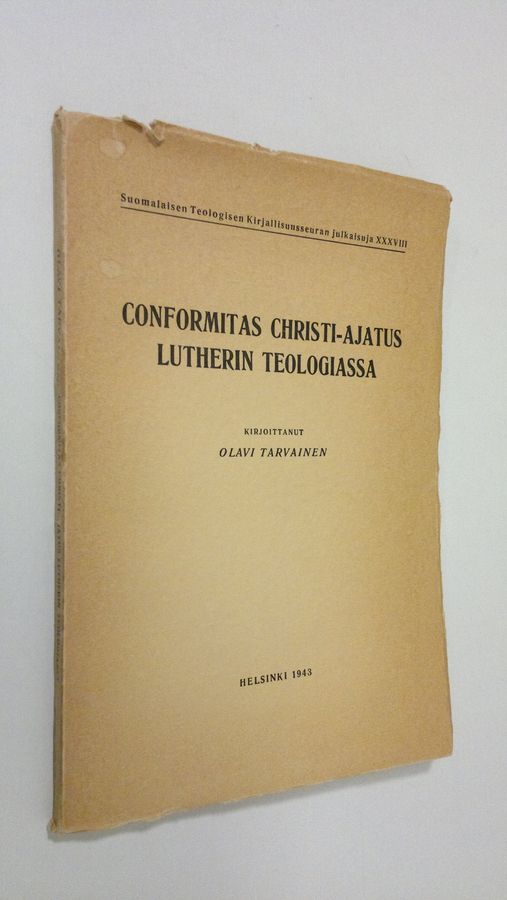 Suomalaisen Teologisen Kirjallisuusseuran julkaisuja XXXVIII
CONFORMITAS CHRISTI-AJATUS
LUTHERIN TEOLOGIASSA
KIRJOITTANUT
OLAVI TARVAINEN
HELSINKI 1943